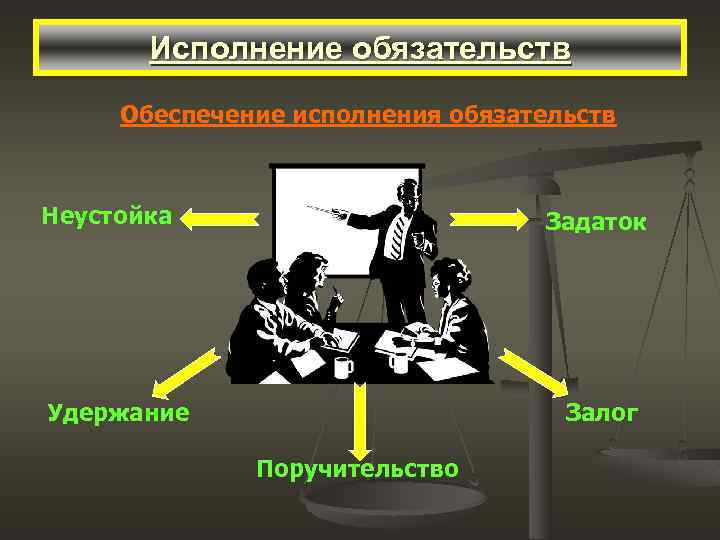 Исполнение обязательств
Обеспечение исполнения обязательств
Неустойка
Задаток
Удержание
Залог
Поручительство